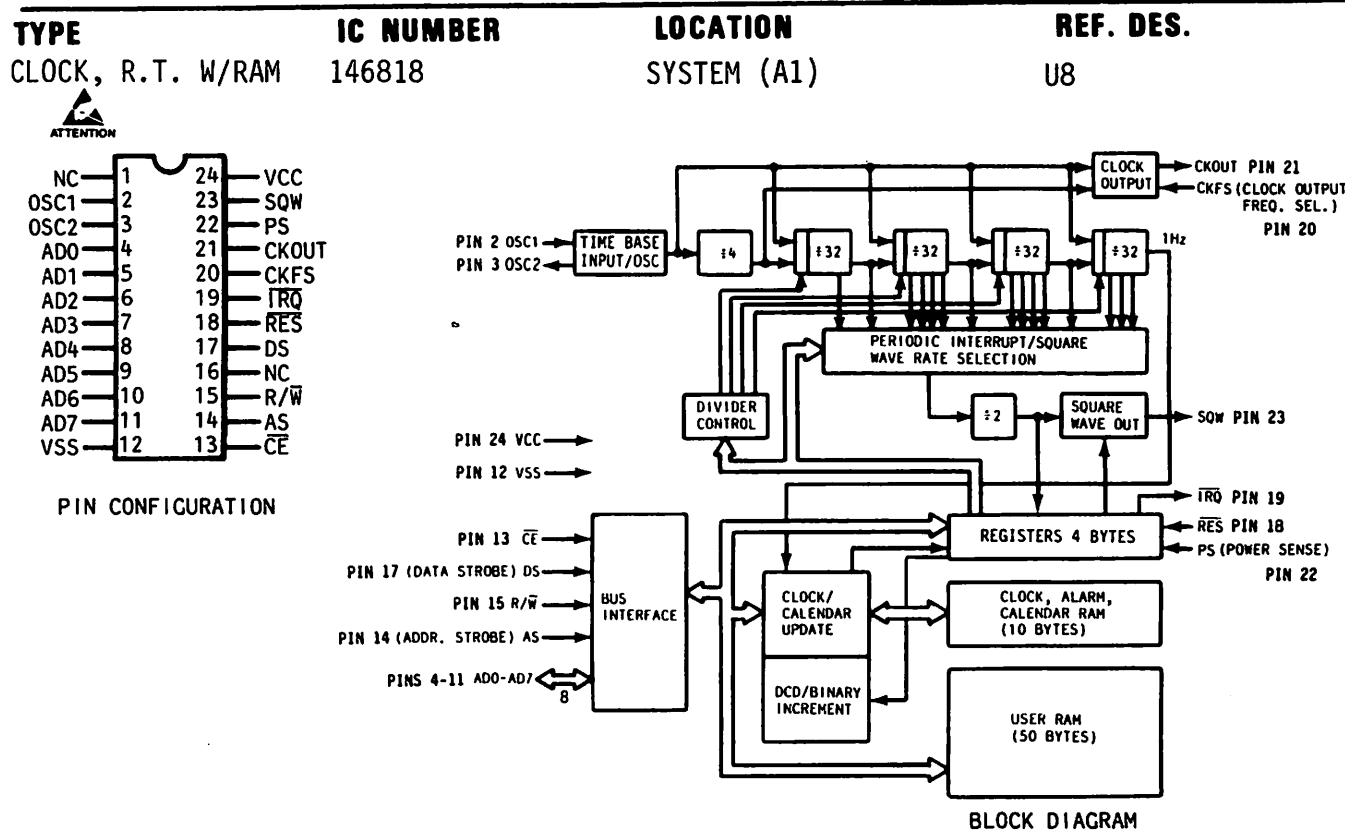 TYPE IC NUMBER LOCATION REF. DES.
CLOCK, R.T. W/RAM 146818 SYSTEM (A1) U8
ATTENTION
NC 1 24 VCC
OSC1 2 23 SQW
OSC2 3 22 PS
AD0 4 21 CKOUT
AD1 5 20 CKFS
AD2 6 19 I̅R̅Q̅
AD3 7 18 R̅E̅S̅
AD4 8 17 DS
AD5 9 16 NC
AD6 10 15 R/W̅
AD7 11 14 AS
VSS 12 13 C̅E̅
PIN CONFIGURATION
CLOCK
OUTPUT
CKOUT PIN 21
CKFS (CLOCK OUTPUT
FREQ. SEL.)
PIN 20
PIN 2 OSC1
PIN 3 OSC2
TIME BASE
INPUT/OSC
÷4
÷32
÷32
÷32
÷32
1Hz
PERIODIC INTERRUPT/SQUARE
WAVE RATE SELECTION
DIVIDER
CONTROL
÷2
SQUARE
WAVE OUT
SQW PIN 23
PIN 24 VCC
PIN 12 VSS
I̅R̅Q̅ PIN 19
R̅E̅S̅ PIN 18
PS (POWER SENSE)
PIN 22
REGISTERS 4 BYTES
PIN 13 C̅E̅
PIN 17 (DATA STROBE) DS
PIN 15 R/W̅
PIN 14 (ADDR. STROBE) AS
PINS 4-11 AD0-AD7
8
BUS
INTERFACE
CLOCK/
CALENDAR
UPDATE
CLOCK, ALARM,
CALENDAR RAM
(10 BYTES)
DCD/BINARY
INCREMENT
USER RAM
(50 BYTES)
BLOCK DIAGRAM